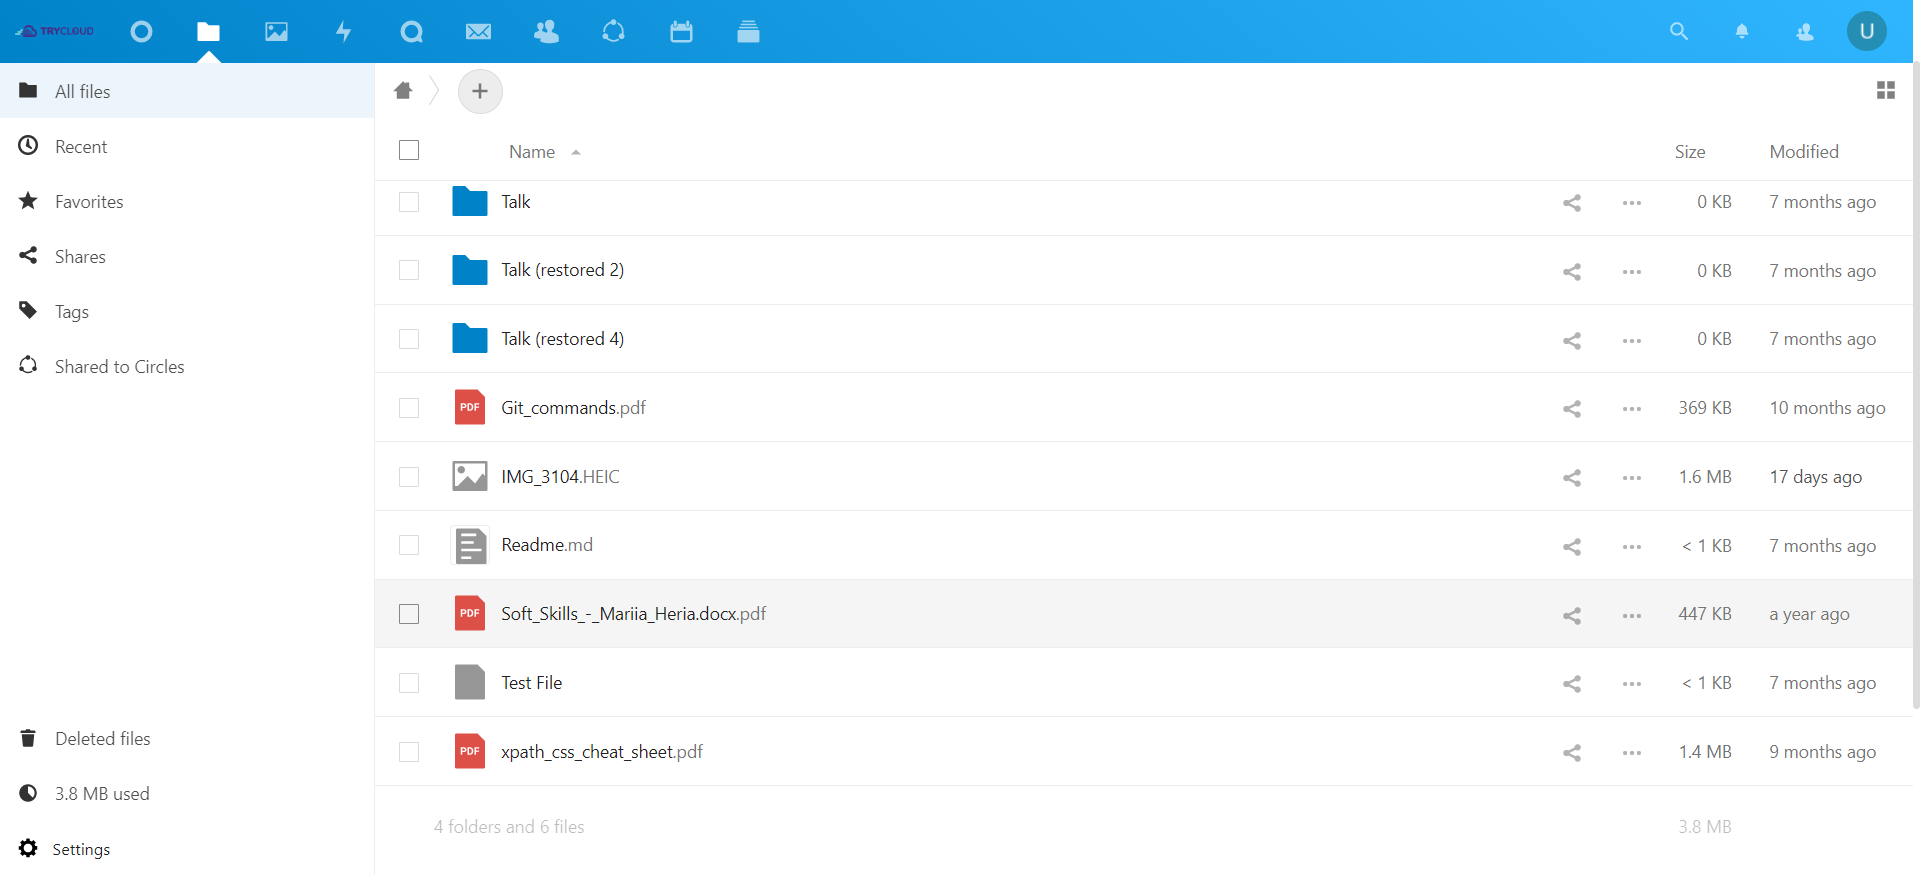 TRYCLOUD
U
All files
Recent
Favorites
Shares
Tags
Shared to Circles
Deleted files
3.8 MB used
Settings
+
Name Size Modified
Talk 0 KB 7 months ago
Talk (restored 2) 0 KB 7 months ago
Talk (restored 4) 0 KB 7 months ago
PDF Git_commands.pdf 369 KB 10 months ago
IMG_3104.HEIC 1.6 MB 17 days ago
Readme.md < 1 KB 7 months ago
PDF Soft_Skills_-_Mariia_Heria.docx.pdf 447 KB a year ago
Test File < 1 KB 7 months ago
PDF xpath_css_cheat_sheet.pdf 1.4 MB 9 months ago
4 folders and 6 files 3.8 MB